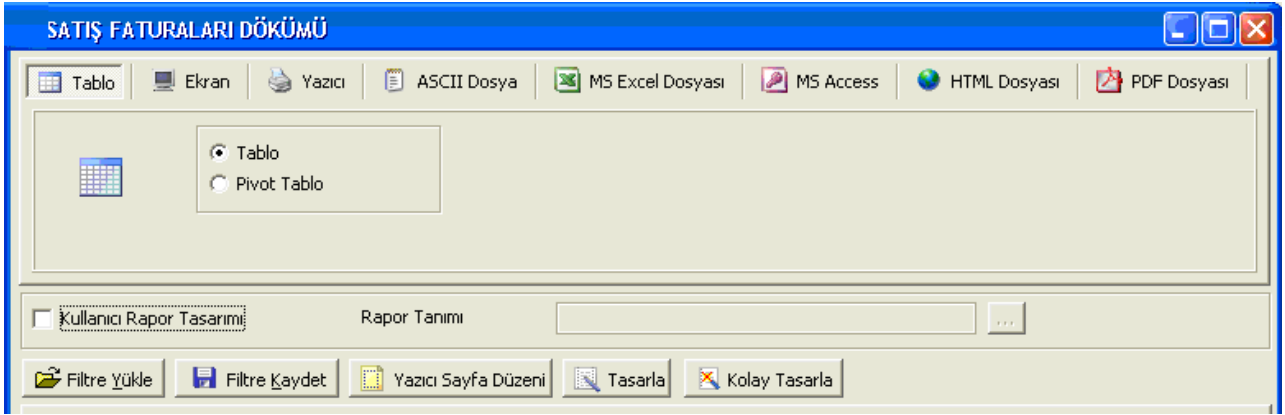 SATIŞ FATURALARI DÖKÜMÜ
Tablo Ekran Yazıcı ASCII Dosya MS Excel Dosyası MS Access HTML Dosyası PDF Dosyası
Tablo
Pivot Tablo
Kullanıcı Rapor Tasarımı Rapor Tanımı ...
Filtre Yükle Filtre Kaydet Yazıcı Sayfa Düzeni Tasarla Kolay Tasarla